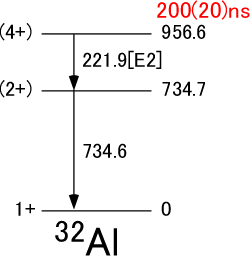 200(20)ns
(4+) 956.6
221.9[E2]
(2+) 734.7
734.6
1+ 0
32Al